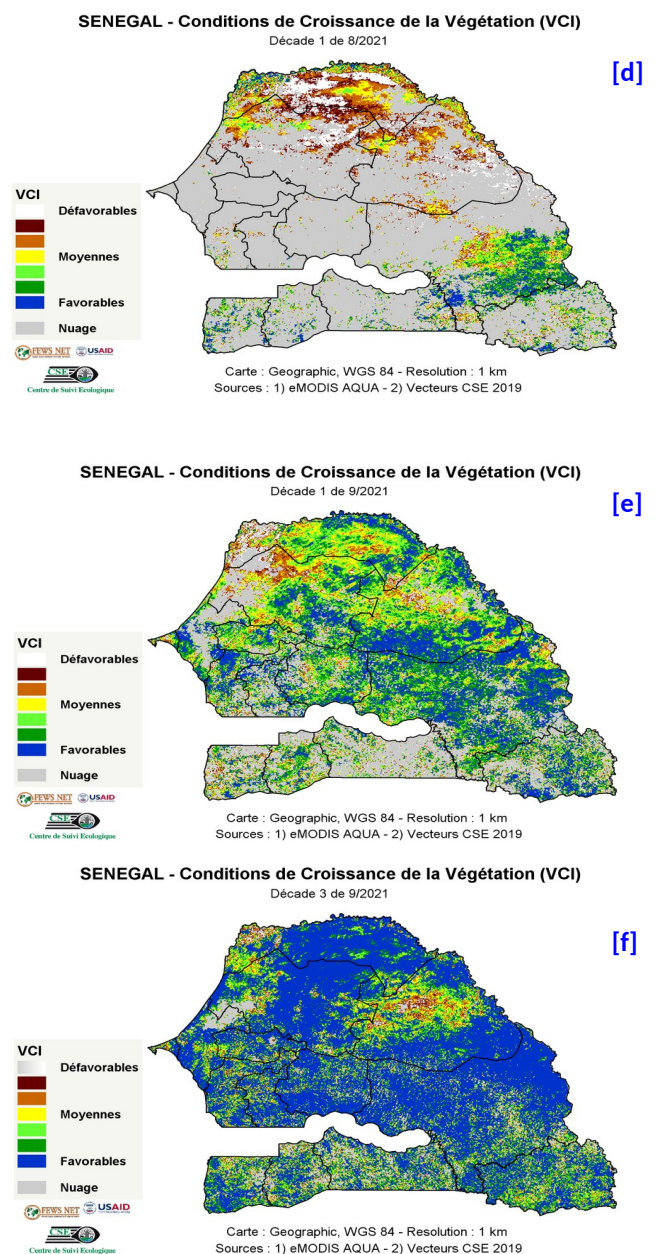 SENEGAL - Conditions de Croissance de la Végétation (VCI)
Décade 1 de 8/2021
[d]
VCI
Défavorables
Moyennes
Favorables
Nuage
FEWS NET
USAID
CSE
Centre de Suivi Ecologique
Carte : Geographic, WGS 84 - Resolution : 1 km
Sources : 1) eMODIS AQUA - 2) Vecteurs CSE 2019
SENEGAL - Conditions de Croissance de la Végétation (VCI)
Décade 1 de 9/2021
[e]
VCI
Défavorables
Moyennes
Favorables
Nuage
FEWS NET
USAID
CSE
Centre de Suivi Ecologique
Carte : Geographic, WGS 84 - Resolution : 1 km
Sources : 1) eMODIS AQUA - 2) Vecteurs CSE 2019
SENEGAL - Conditions de Croissance de la Végétation (VCI)
Décade 3 de 9/2021
[f]
VCI
Défavorables
Moyennes
Favorables
Nuage
FEWS NET
USAID
CSE
Centre de Suivi Ecologique
Carte : Geographic, WGS 84 - Resolution : 1 km
Sources : 1) eMODIS AQUA - 2) Vecteurs CSE 2019